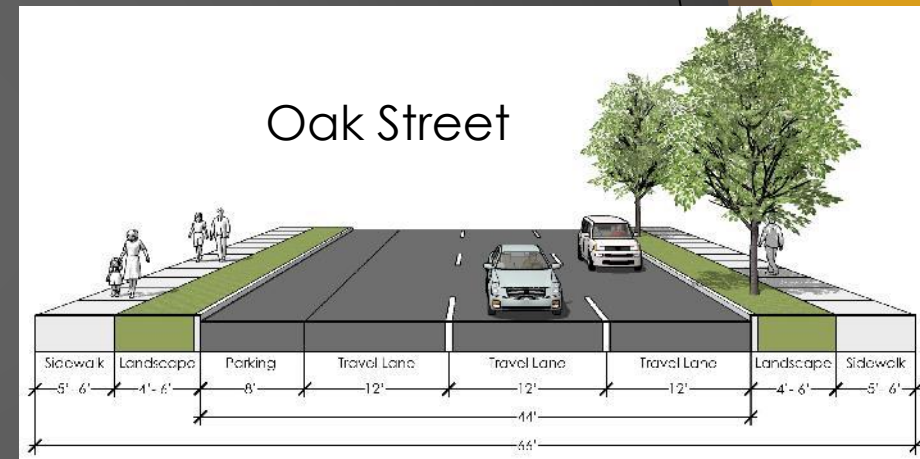 Oak Street
Sidewalk Landscape Parking Travel Lane Travel Lane Travel Lane Landscape Sidewalk
5'-6' 4'-6' 8' 12' 12' 12' 4'-6' 5' 6'
44'
66'